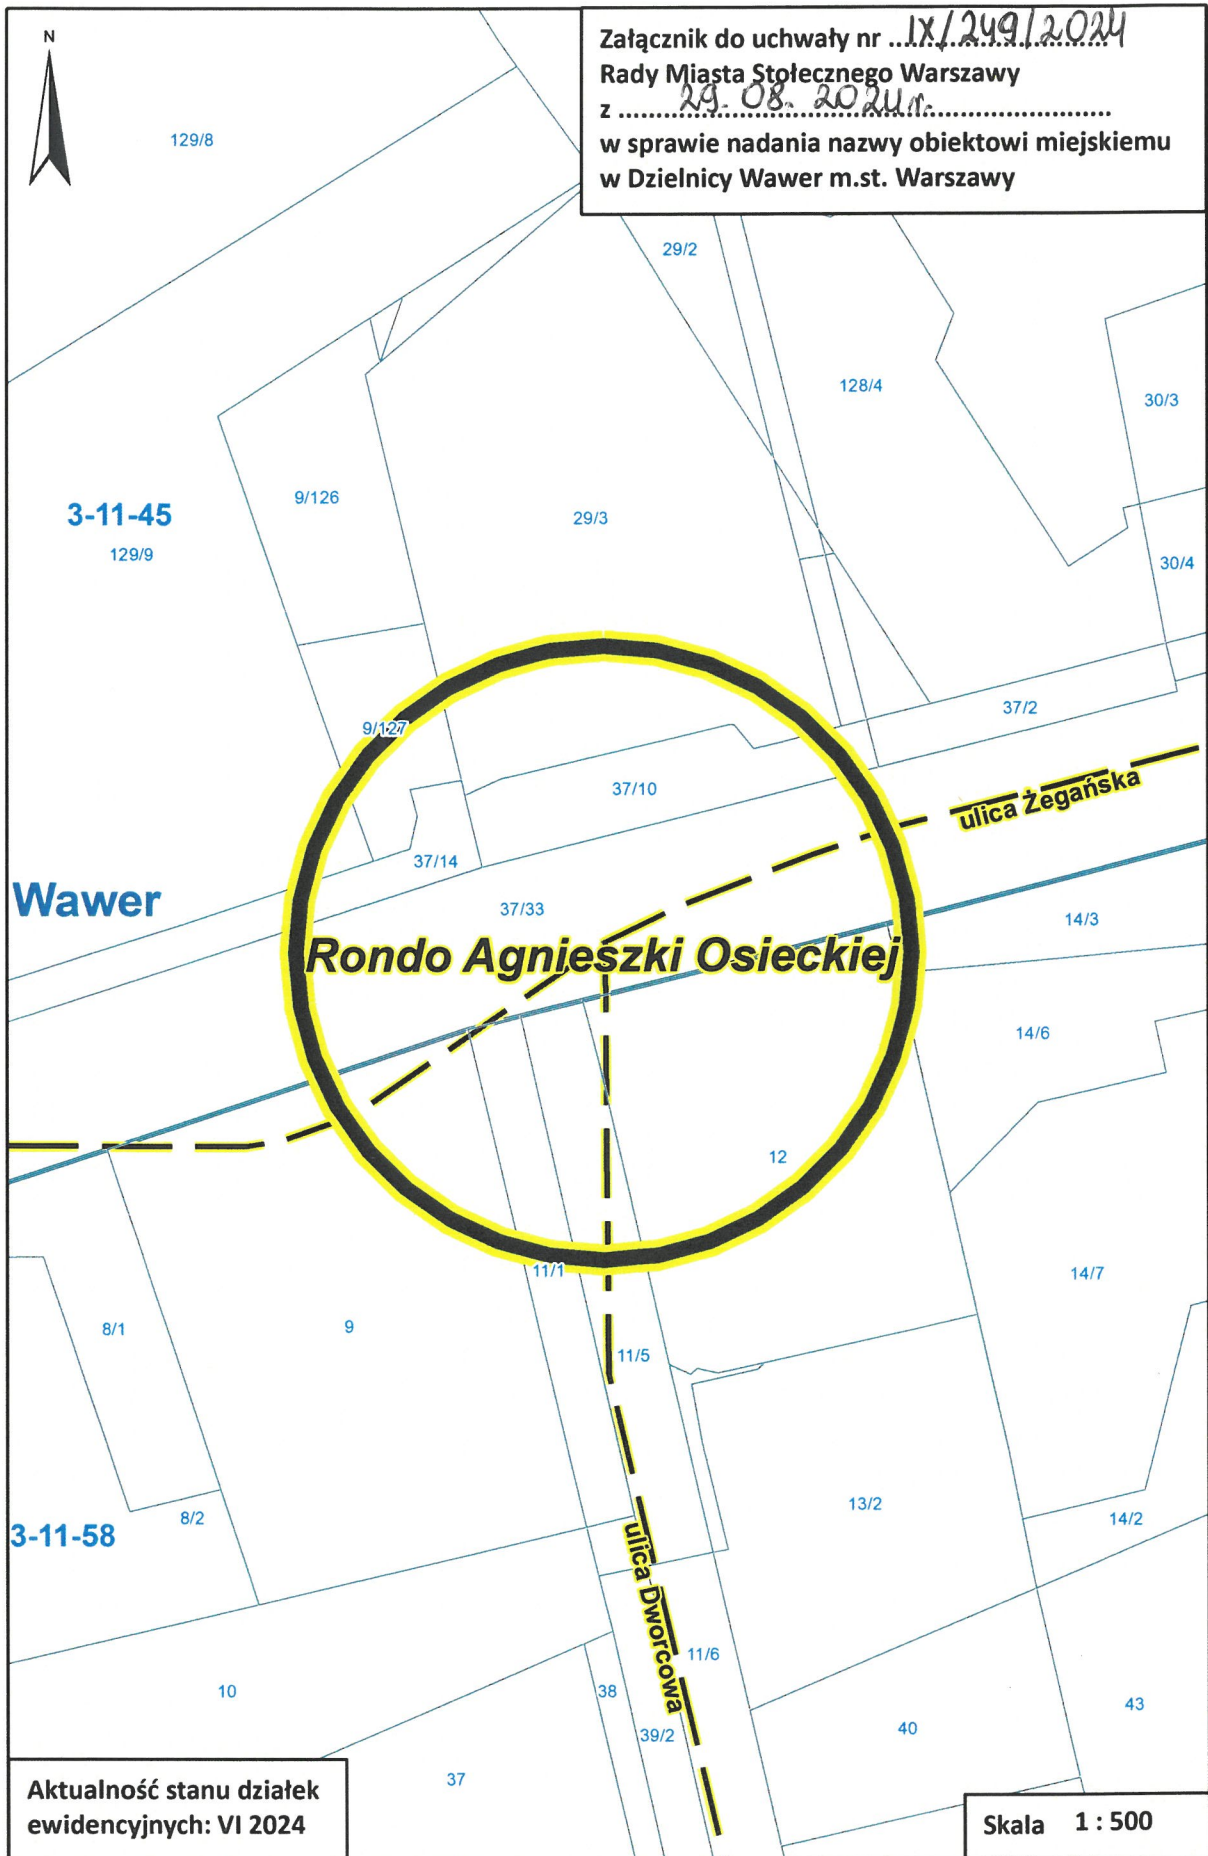 N
Załącznik do uchwały nr ..IX/249/2024
Rady Miasta Stołecznego Warszawy
z ......29.08.2024r.......
w sprawie nadania nazwy obiektowi miejskiemu
w Dzielnicy Wawer m.st. Warszawy
129/8
29/2
128/4
30/3
3-11-45
9/126
29/3
129/9
30/4
37/2
9/127
37/10
ulica Żegańska
37/14
Wawer
37/33
14/3
Rondo Agnieszki Osieckiej
14/6
12
11/1
14/7
8/1
9
11/5
13/2
8/2
14/2
3-11-58
ulica Dworcowa
11/6
10
38
43
39/2
40
37
Aktualność stanu działek
ewidencyjnych: VI 2024
Skala 1 : 500